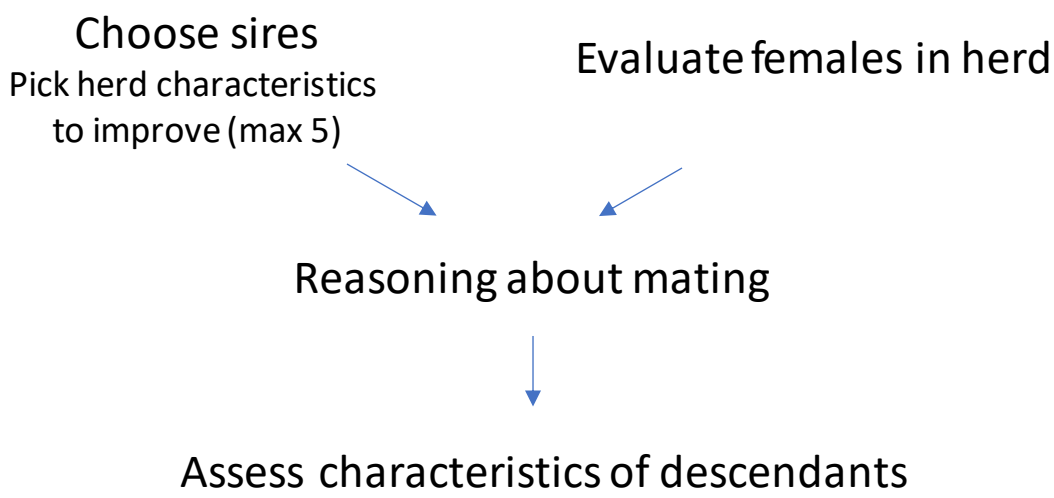 Choose sires
Pick herd characteristics
to improve (max 5)
Evaluate females in herd
Reasoning about mating
Assess characteristics of descendants